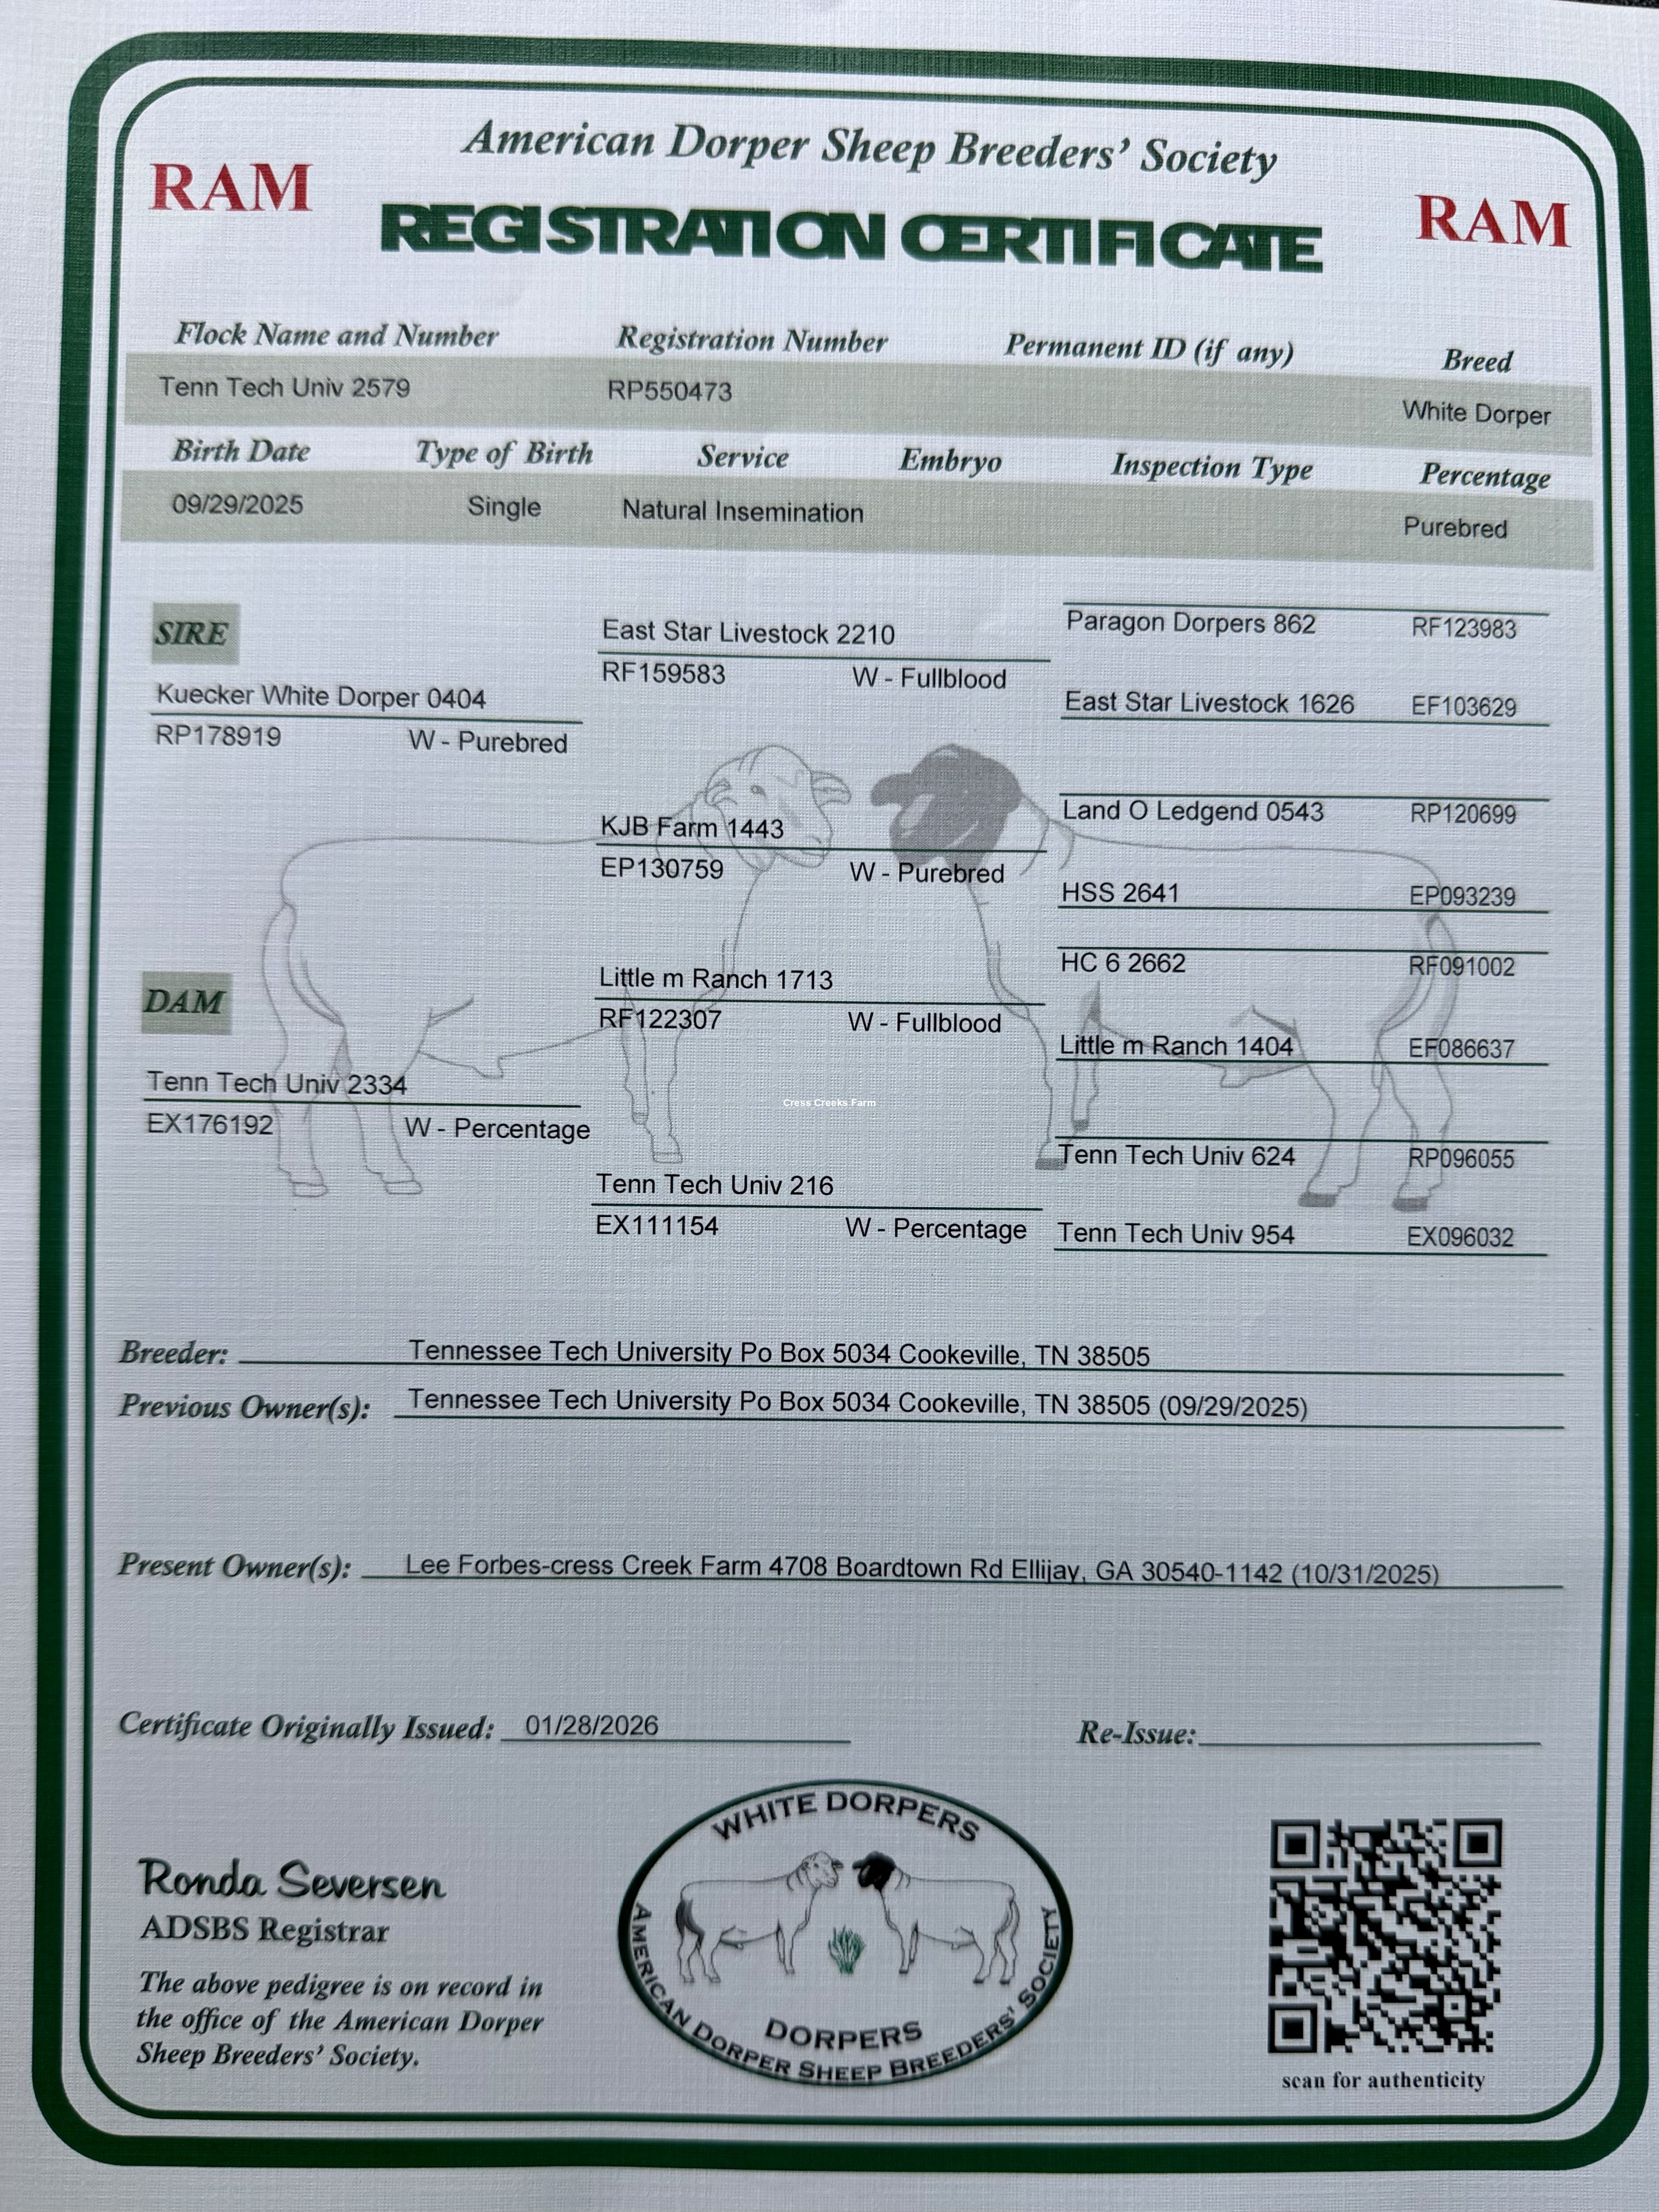 American Dorper Sheep Breeders' Society
RAM
RAM
REGISTRATION CERTIFICATE
Flock Name and Number Registration Number Permanent ID (if any) Breed
Tenn Tech Univ 2579 RP550473 White Dorper
Birth Date Type of Birth Service Embryo Inspection Type Percentage
09/29/2025 Single Natural Insemination Purebred
SIRE
Kuecker White Dorper 0404
RP178919 W - Purebred
East Star Livestock 2210
RF159583 W - Fullblood
Paragon Dorpers 862 RF123983
East Star Livestock 1626 EF103629
KJB Farm 1443
EP130759 W - Purebred
Land O Ledgend 0543 RP120699
HSS 2641 EP093239
DAM
Tenn Tech Univ 2334
EX176192 W - Percentage
Little m Ranch 1713
RF122307 W - Fullblood
HC 6 2662 RF091002
Little m Ranch 1404 EF086637
Cress Creeks Farm
Tenn Tech Univ 216
EX111154 W - Percentage
Tenn Tech Univ 624 RP096055
Tenn Tech Univ 954 EX096032
Breeder: Tennessee Tech University Po Box 5034 Cookeville, TN 38505
Previous Owner(s): Tennessee Tech University Po Box 5034 Cookeville, TN 38505 (09/29/2025)
Present Owner(s): Lee Forbes-cress Creek Farm 4708 Boardtown Rd Ellijay, GA 30540-1142 (10/31/2025)
Certificate Originally Issued: 01/28/2026 Re-Issue:
Ronda Seversen
ADSBS Registrar
The above pedigree is on record in
the office of the American Dorper
Sheep Breeders' Society.
WHITE DORPERS
DORPERS
AMERICAN DORPER SHEEP BREEDERS' SOCIETY
scan for authenticity